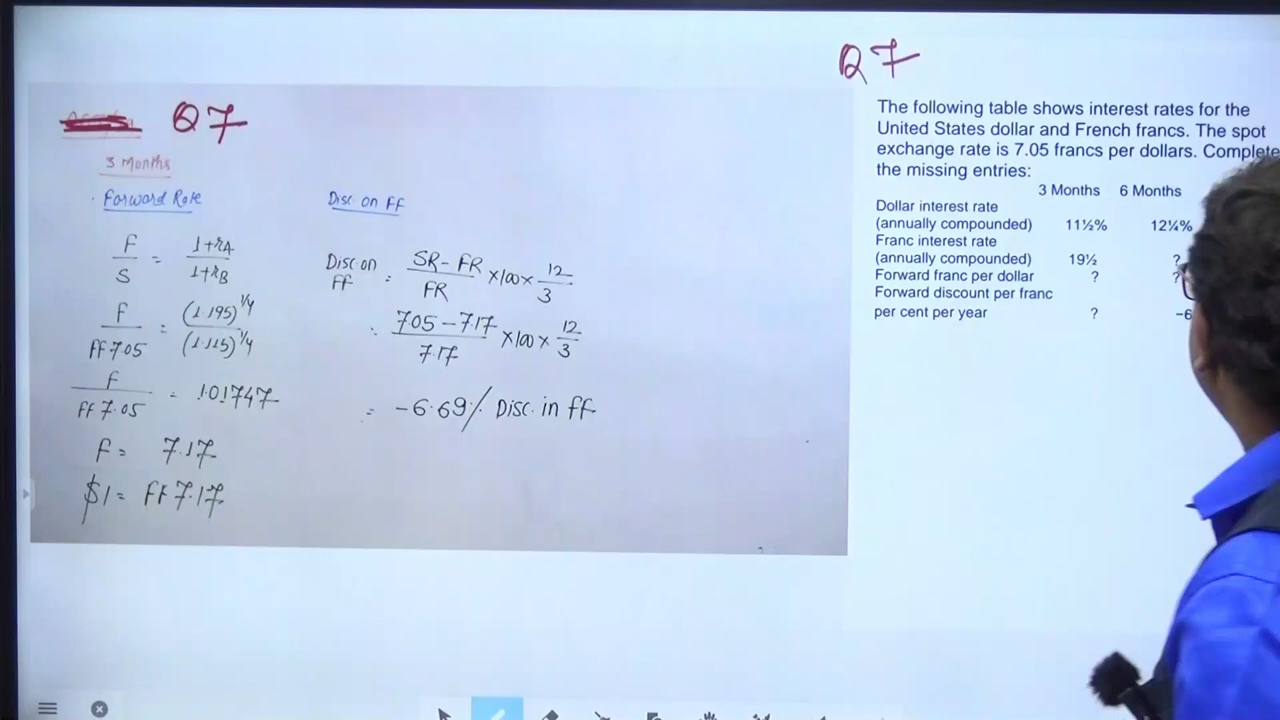 Q7
Q7
3 Months
Forward Rate
F/S = 1+rA/1+rB
F/FF 7.05 = (1.195)^1/4/(1.115)^1/4
F/FF 7.05 = 1.01747
F = 7.17
$1 = FF 7.17
Disc on FF
Disc on FF = SR - FR/FR × 100 × 12/3
: 7.05 - 7.17/7.17 × 100 × 12/3
= -6.69% Disc. in FF
The following table shows interest rates for the
United States dollar and French francs. The spot
exchange rate is 7.05 francs per dollars. Complete
the missing entries:
3 Months 6 Months
Dollar interest rate
(annually compounded) 11½% 12¼%
Franc interest rate
(annually compounded) 19½ ?
Forward franc per dollar ? ?
Forward discount per franc
per cent per year ? -6